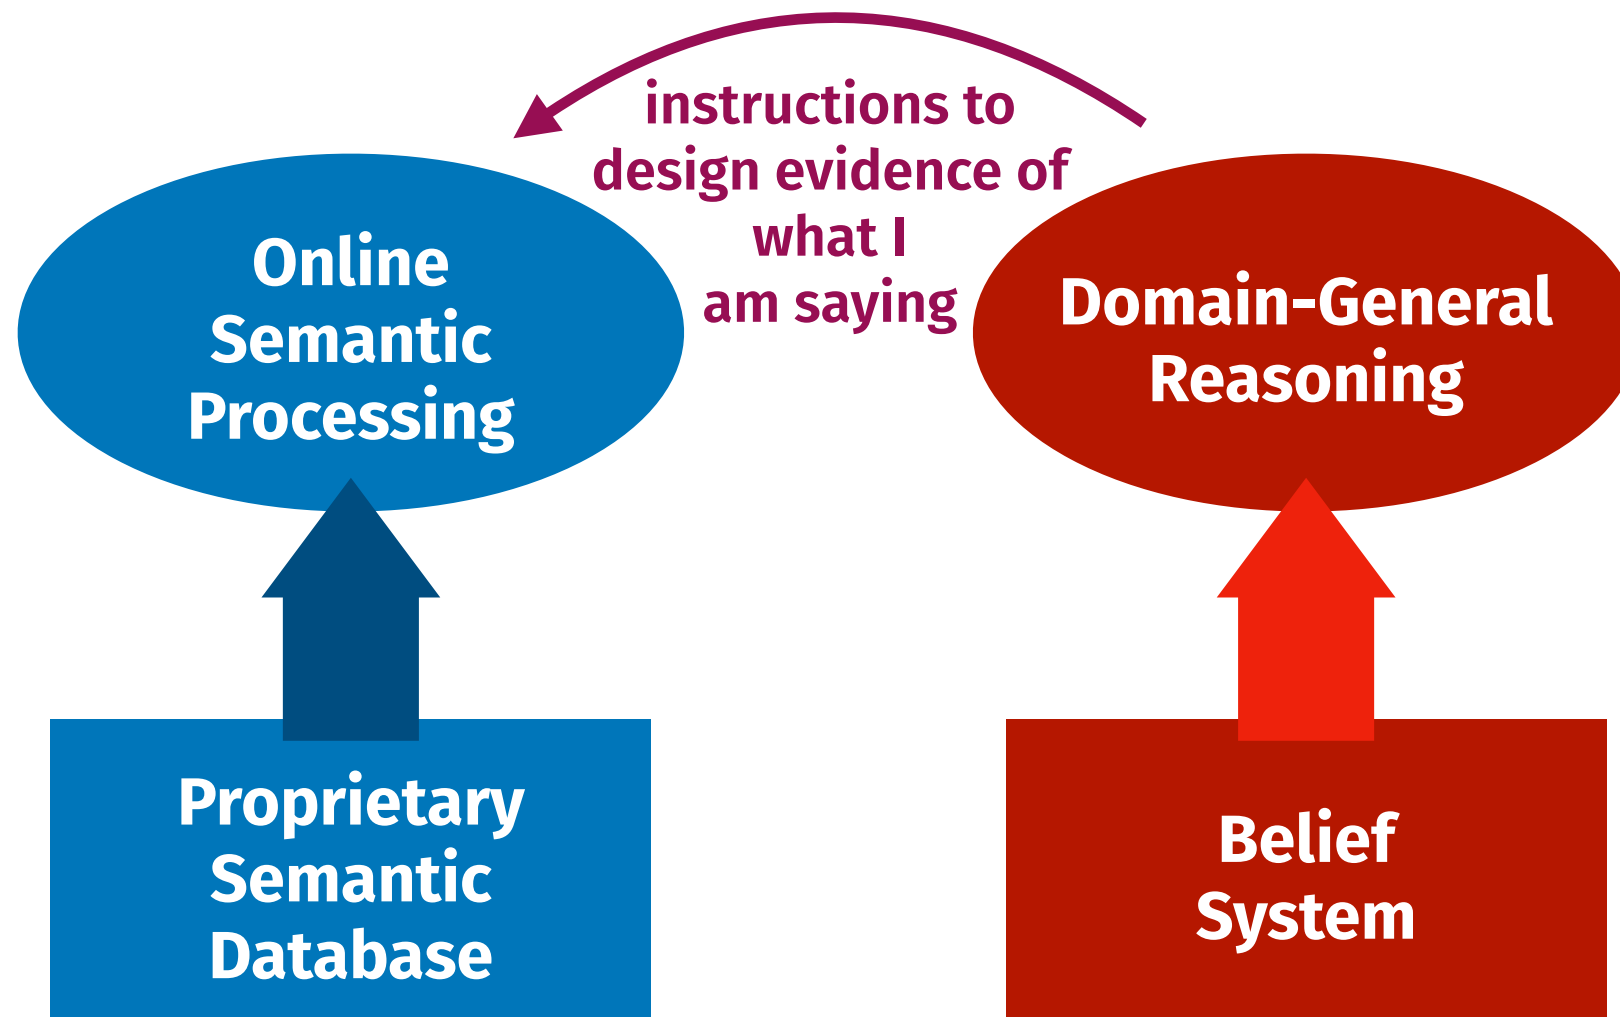 instructions to
design evidence of
what I
am saying
Online
Semantic
Processing
Domain-General
Reasoning
Proprietary
Semantic
Database
Belief
System